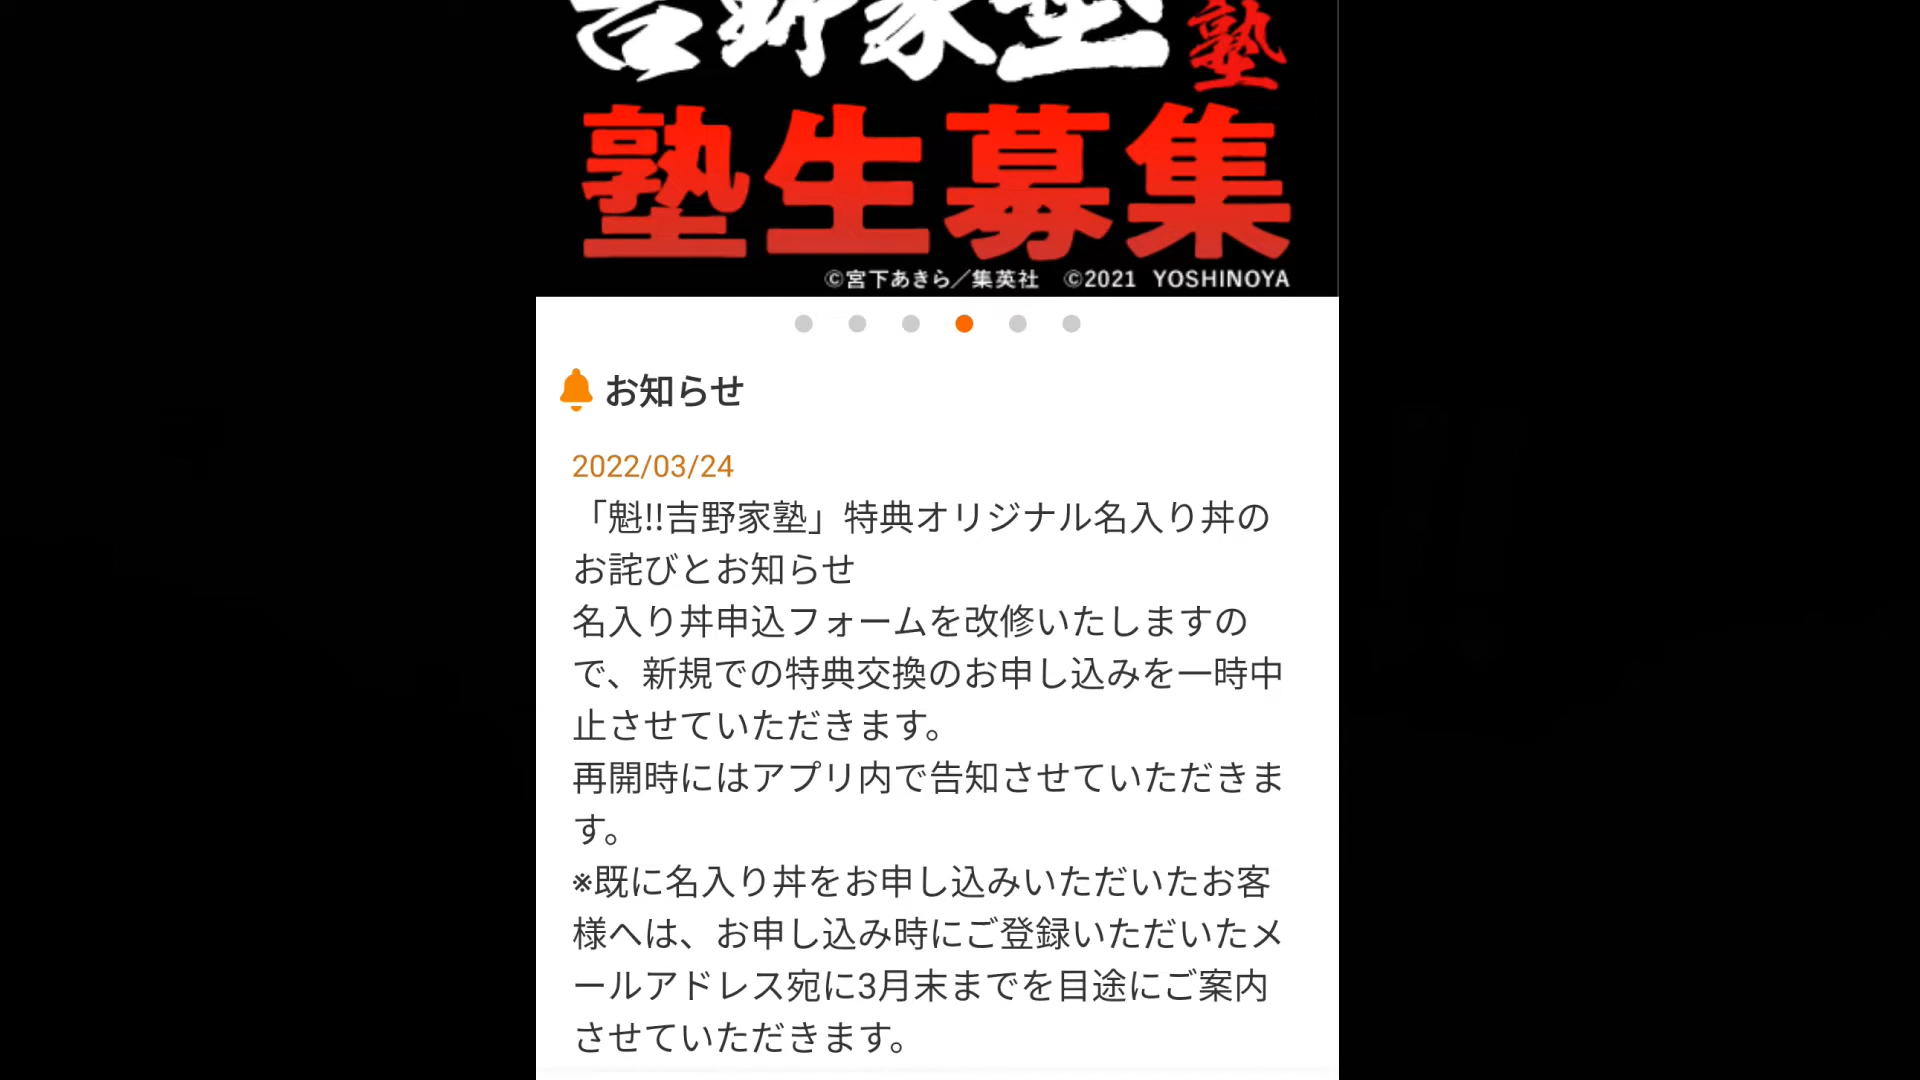 吉野家塾 塾
塾生募集
©宮下あきら／集英社 ©2021 YOSHINOYA
お知らせ
2022/03/24
「魁!!吉野家塾」特典オリジナル名入り丼の
お詫びとお知らせ
名入り丼申込フォームを改修いたしますの
で、新規での特典交換のお申し込みを一時中
止させていただきます。
再開時にはアプリ内で告知させていただきま
す。
※既に名入り丼をお申し込みいただいたお客
様へは、お申し込み時にご登録いただいたメ
ールアドレス宛に3月末までを目途にご案内
させていただきます。